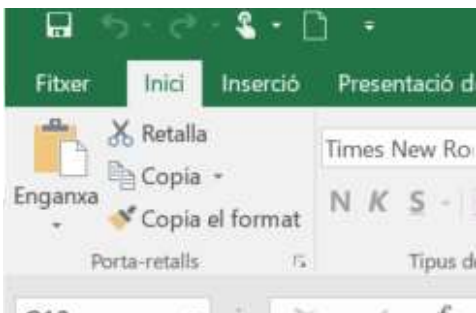 Fitxer Inici Inserció Presentació d
Retalla
Times New Ro
Copia
Enganxa
N K S
Copia el format
Porta-retalls Tipus d